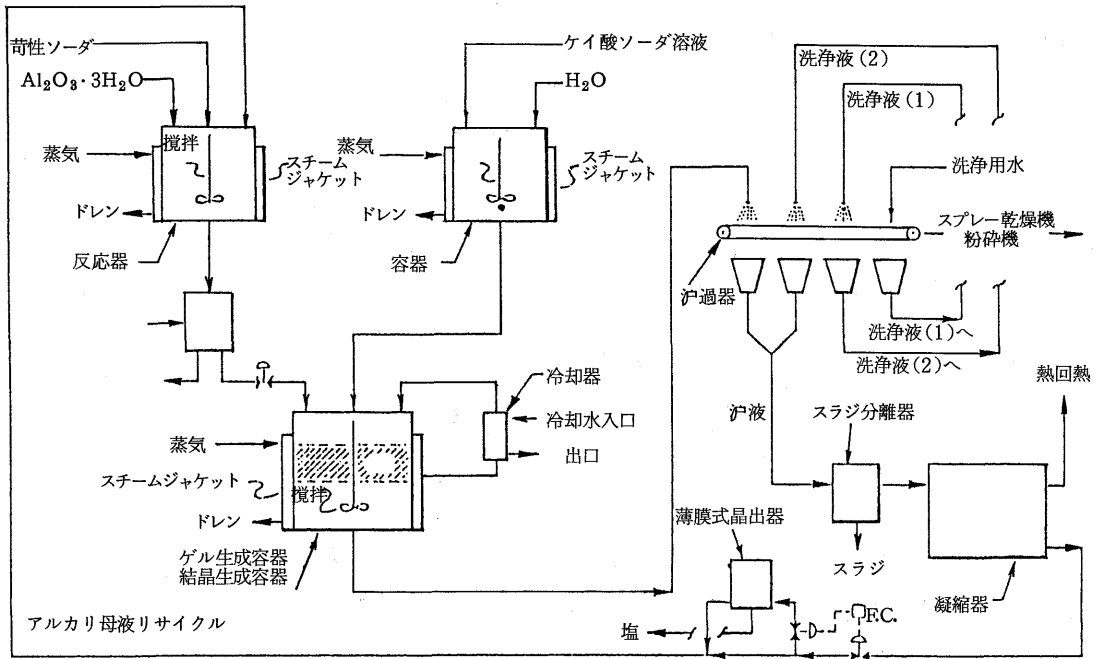 苛性ソーダ
Al₂O₃・3H₂O
蒸気
攪拌
スチーム
ジャケット
ドレン
反応器
ケイ酸ソーダ溶液
H₂O
蒸気
スチーム
ジャケット
ドレン
容器
洗浄液(2)
洗浄液(1)
洗浄用水
スプレー乾燥機
粉砕機
沪過器
洗浄液(1)へ
洗浄液(2)へ
冷却器
冷却水入口
出口
蒸気
スチームジャケット
攪拌
ドレン
ゲル生成容器
結晶生成容器
沪液
スラジ分離器
熱回熱
スラジ
凝縮器
薄膜式晶出器
塩
F.C.
アルカリ母液リサイクル